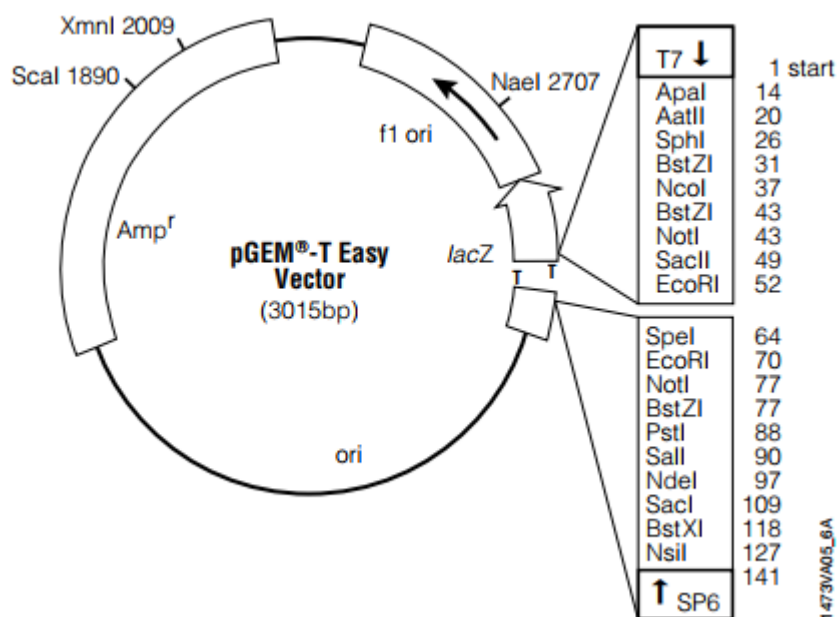 XmnI 2009
ScaI 1890
NaeI 2707
f1 ori
Ampr
pGEM®-T Easy
Vector
(3015bp)
lacZ
T T
ori
T7 ↓
1 start
ApaI 14
AatII 20
SphI 26
BstZI 31
NcoI 37
BstZI 43
NotI 43
SacII 49
EcoRI 52
SpeI 64
EcoRI 70
NotI 77
BstZI 77
PstI 88
SalI 90
NdeI 97
SacI 109
BstXI 118
NsiI 127
141
↑ SP6
1473VA05_6A